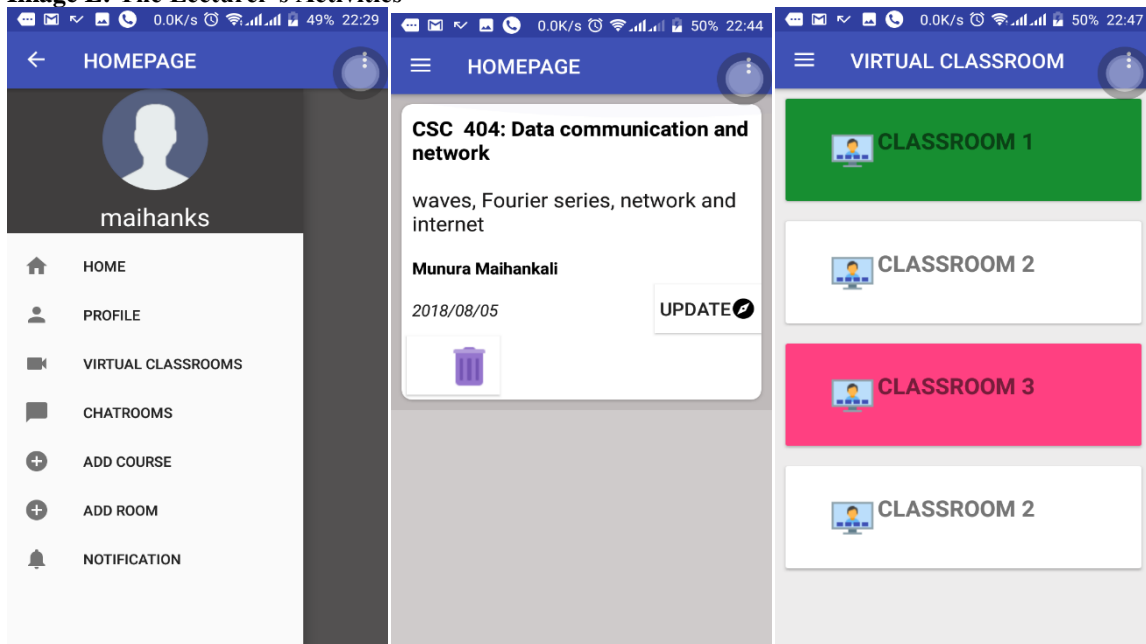 Image E: The Lecturer's Activities
0.0K/s 49% 22:29
HOMEPAGE
maihanks
HOME
PROFILE
VIRTUAL CLASSROOMS
CHATROOMS
ADD COURSE
ADD ROOM
NOTIFICATION
0.0K/s 50% 22:44
HOMEPAGE
CSC 404: Data communication and
network
waves, Fourier series, network and
internet
Munura Maihankali
2018/08/05
UPDATE
0.0K/s 50% 22:47
VIRTUAL CLASSROOM
CLASSROOM 1
CLASSROOM 2
CLASSROOM 3
CLASSROOM 2